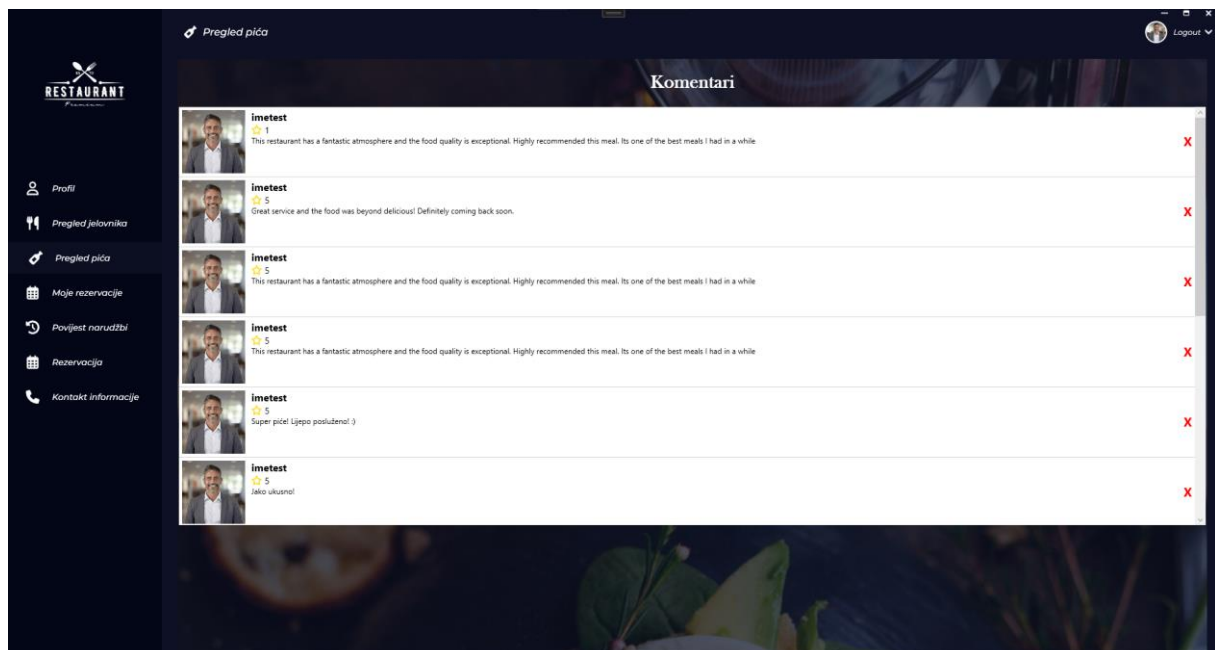 Pregled pića
Logout
RESTAURANT
Premium
Komentari
Profil
Pregled jelovnika
Pregled pića
Moje rezervacije
Povijest narudžbi
Rezervacija
Kontakt informacije
imetest
1
This restaurant has a fantastic atmosphere and the food quality is exceptional. Highly recommended this meal. Its one of the best meals I had in a while
X
imetest
5
Great service and the food was beyond delicious! Definitely coming back soon.
X
imetest
5
This restaurant has a fantastic atmosphere and the food quality is exceptional. Highly recommended this meal. Its one of the best meals I had in a while
X
imetest
5
This restaurant has a fantastic atmosphere and the food quality is exceptional. Highly recommended this meal. Its one of the best meals I had in a while
X
imetest
5
Super piće! Lijepo posluženo! :)
X
imetest
5
Jako ukusno!
X